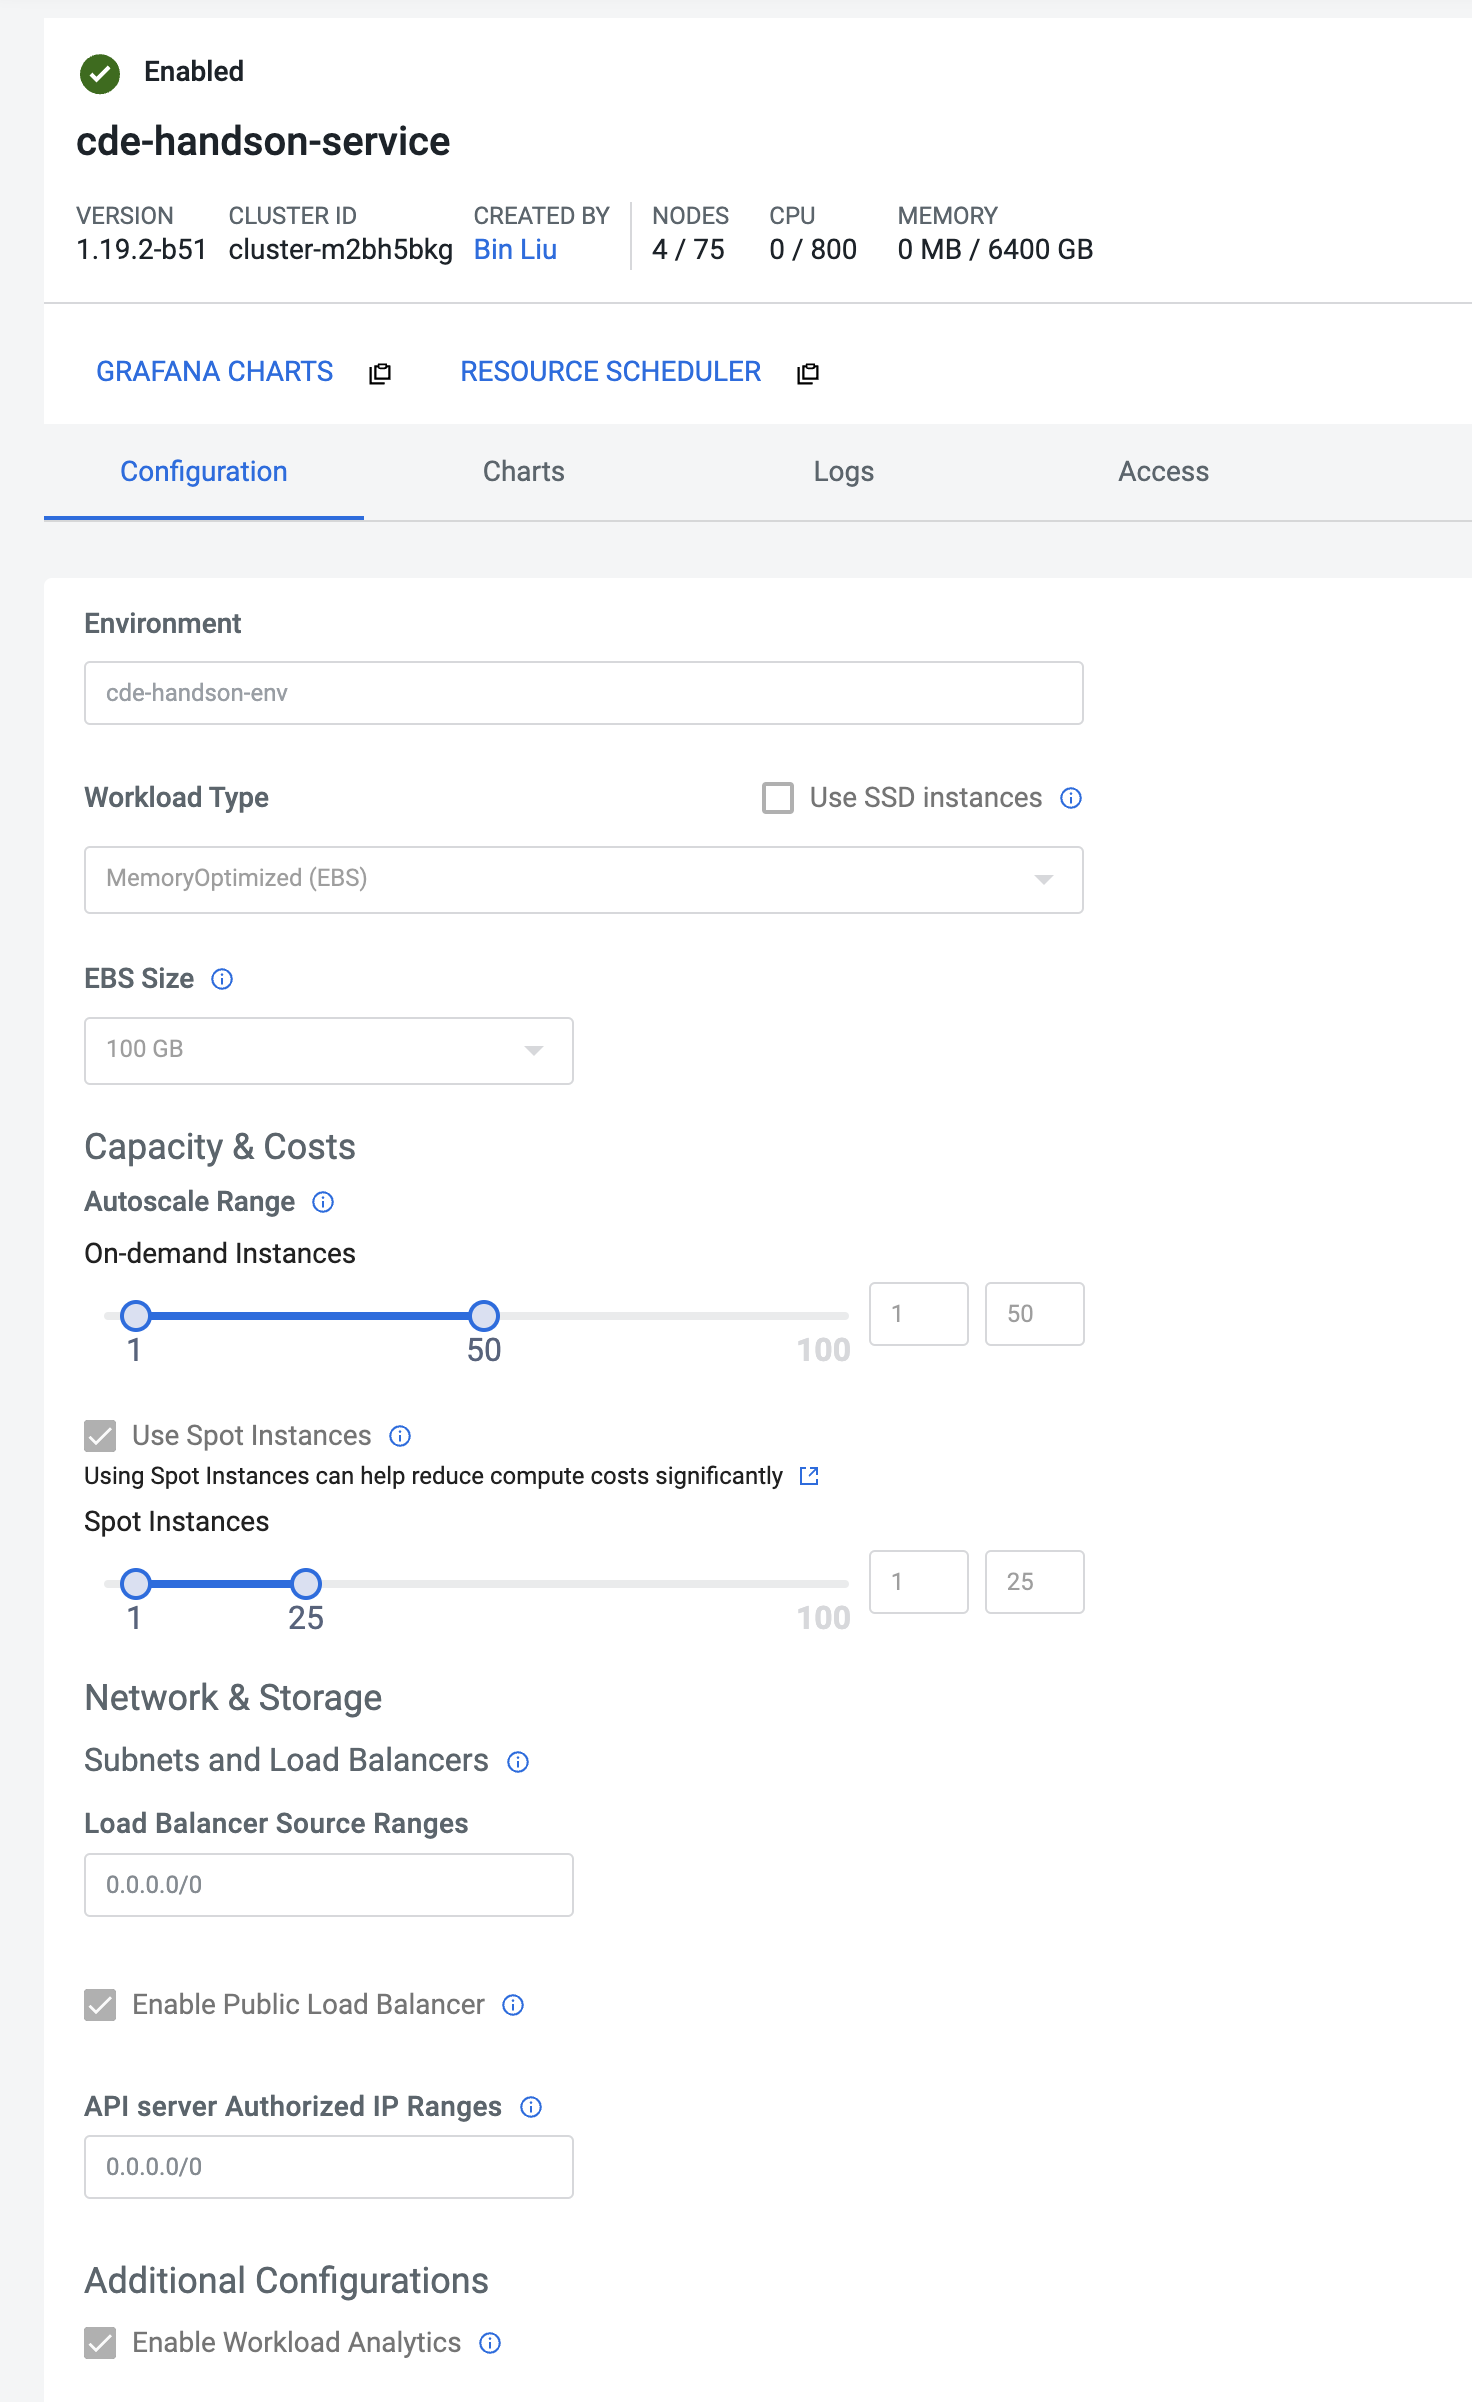 Enabled
cde-handson-service
VERSION CLUSTER ID CREATED BY NODES CPU MEMORY
1.19.2-b51 cluster-m2bh5bkg Bin Liu 4 / 75 0 / 800 0 MB / 6400 GB
GRAFANA CHARTS RESOURCE SCHEDULER
Configuration Charts Logs Access
Environment
cde-handson-env
Workload Type Use SSD instances
MemoryOptimized (EBS)
EBS Size
100 GB
Capacity & Costs
Autoscale Range
On-demand Instances
1 50
1 50 100
Use Spot Instances
Using Spot Instances can help reduce compute costs significantly
Spot Instances
1 25
1 25 100
Network & Storage
Subnets and Load Balancers
Load Balancer Source Ranges
0.0.0.0/0
Enable Public Load Balancer
API server Authorized IP Ranges
0.0.0.0/0
Additional Configurations
Enable Workload Analytics